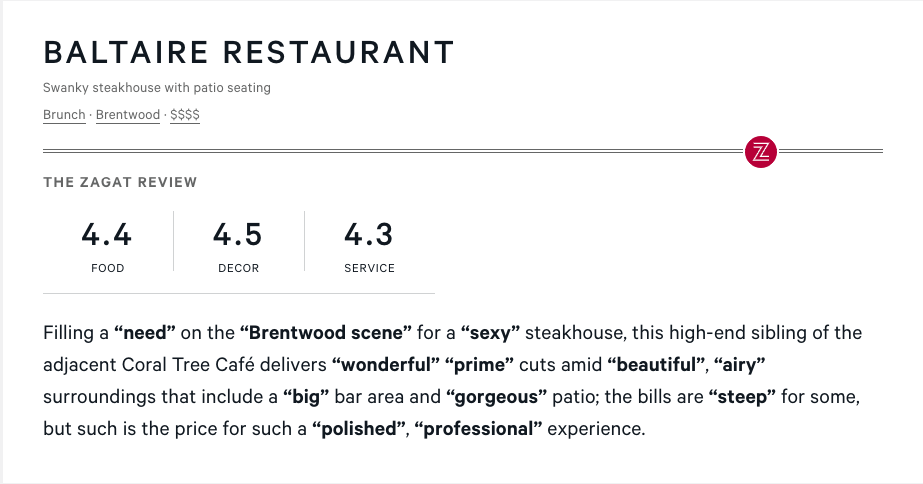 BALTAIRE RESTAURANT
Swanky steakhouse with patio seating
Brunch · Brentwood · $$$$
Z
THE ZAGAT REVIEW
4.4 4.5 4.3
FOOD DECOR SERVICE
Filling a “need” on the “Brentwood scene” for a “sexy” steakhouse, this high-end sibling of the
adjacent Coral Tree Café delivers “wonderful” “prime” cuts amid “beautiful”, “airy”
surroundings that include a “big” bar area and “gorgeous” patio; the bills are “steep” for some,
but such is the price for such a “polished”, “professional” experience.